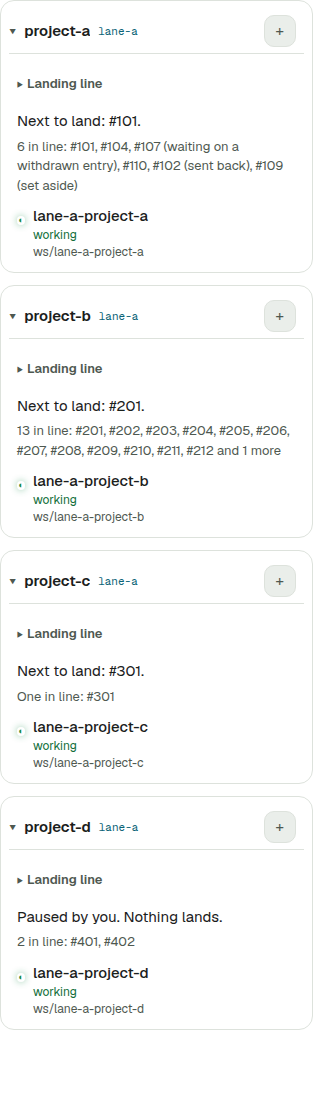 project-a lane-a +
Landing line
Next to land: #101.
6 in line: #101, #104, #107 (waiting on a
withdrawn entry), #110, #102 (sent back), #109
(set aside)
lane-a-project-a
working
ws/lane-a-project-a
project-b lane-a +
Landing line
Next to land: #201.
13 in line: #201, #202, #203, #204, #205, #206,
#207, #208, #209, #210, #211, #212 and 1 more
lane-a-project-b
working
ws/lane-a-project-b
project-c lane-a +
Landing line
Next to land: #301.
One in line: #301
lane-a-project-c
working
ws/lane-a-project-c
project-d lane-a +
Landing line
Paused by you. Nothing lands.
2 in line: #401, #402
lane-a-project-d
working
ws/lane-a-project-d